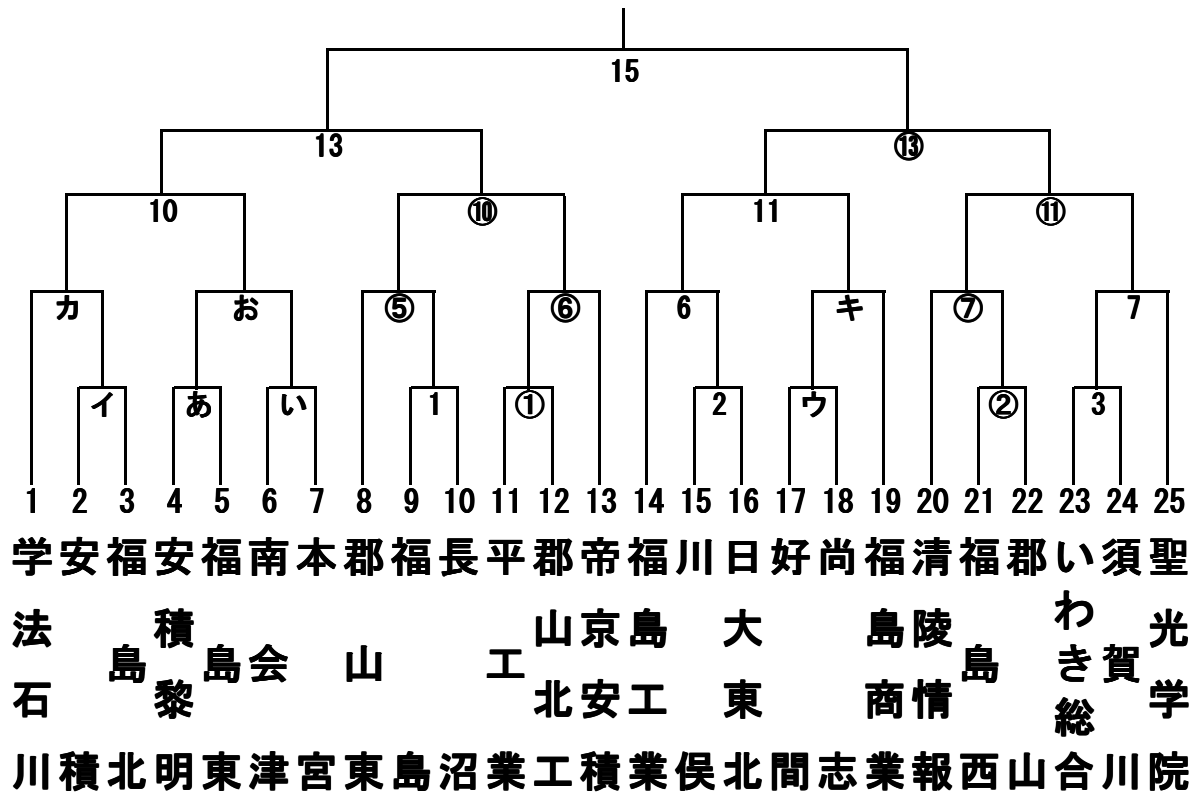 15
13 ⑬
10 ⑩ 11 ⑪
カ お ⑤ ⑥ 6 キ ⑦ 7
イ あ い 1 ① 2 ウ ② 3
1 2 3 4 5 6 7 8 9 10 11 12 13 14 15 16 17 18 19 20 21 22 23 24 25
学法石川
安積
福島北
安積黎明
福島東
南会津
本宮
郡山東
福島
長沼
平工業
郡山北工
帝京安積
福島工業
川俣
日大東北
好間
尚志
福島商業
清陵情報
福島西
郡山
いわき総合
須賀川
聖光学院